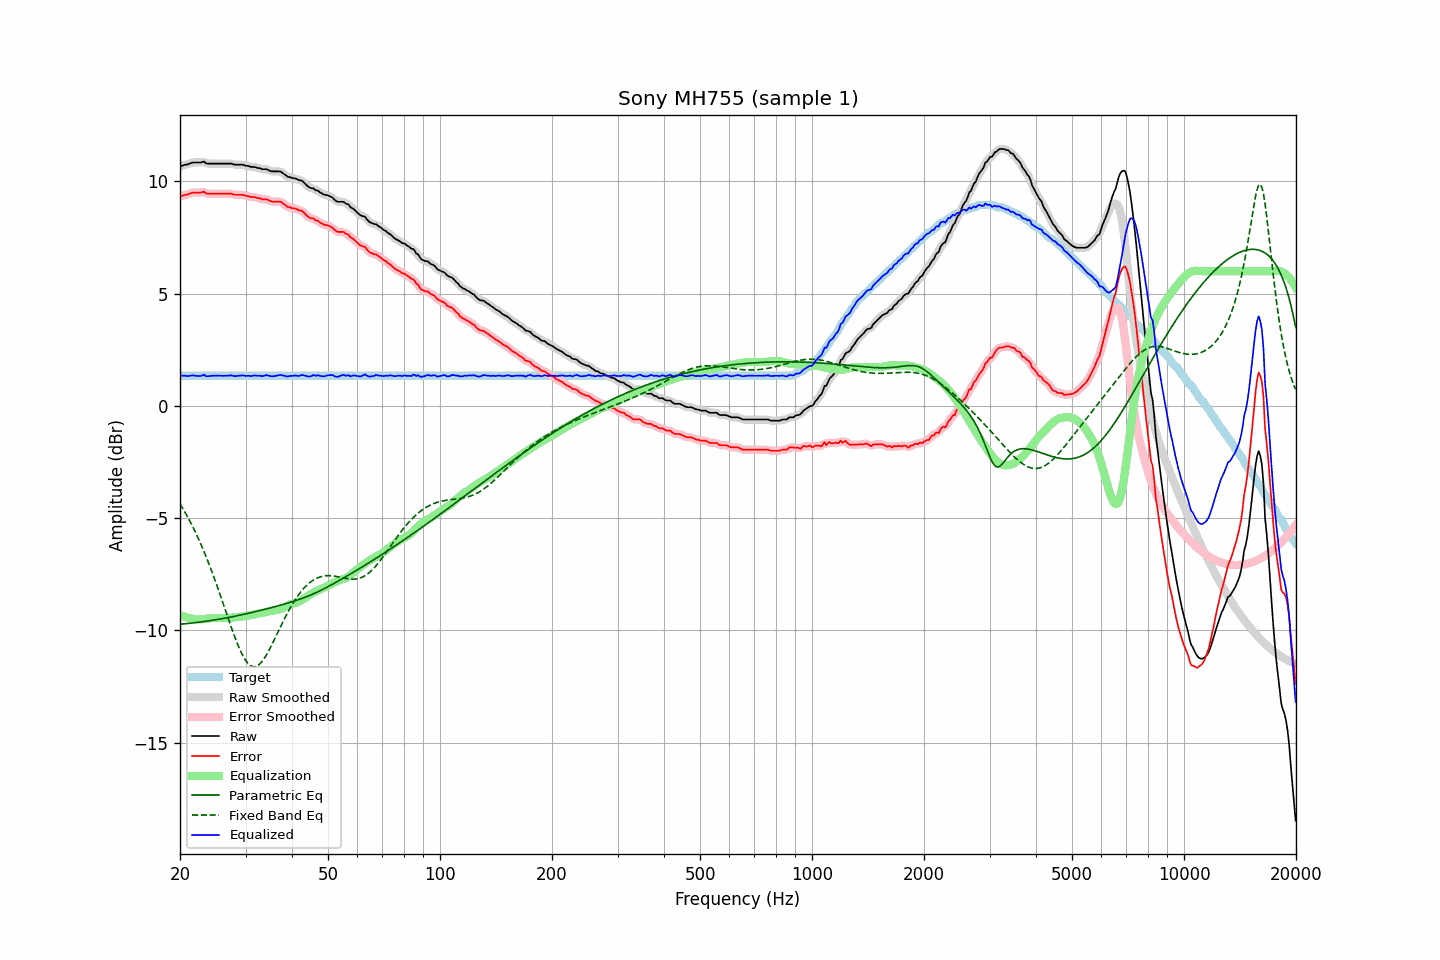 Sony MH755 (sample 1)
Amplitude (dBr)
10
5
0
−5
−10
−15
Target
Raw Smoothed
Error Smoothed
Raw
Error
Equalization
Parametric Eq
Fixed Band Eq
Equalized
20 50 100 200 500 1000 2000 5000 10000 20000
Frequency (Hz)